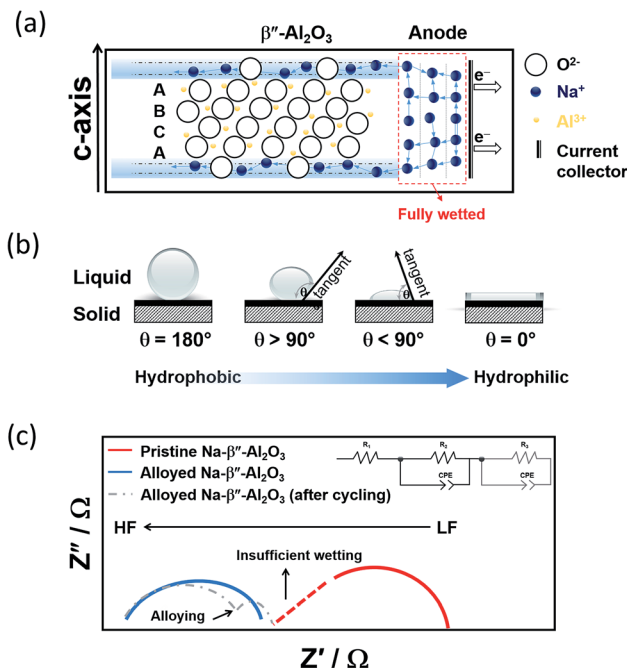 (a)
β″-Al₂O₃
Anode
c-axis
A
B
C
A
e⁻
e⁻
O²⁻
Na⁺
Al³⁺
Current
collector
Fully wetted
(b)
Liquid
Solid
θ
tangent
θ
tangent
θ = 180°
θ > 90°
θ < 90°
θ = 0°
Hydrophobic
Hydrophilic
(c)
Pristine Na-β″-Al₂O₃
Alloyed Na-β″-Al₂O₃
Alloyed Na-β″-Al₂O₃ (after cycling)
R₁
R₂
R₃
CPE
CPE
HF
LF
Insufficient wetting
Alloying
Z″ / Ω
Z′ / Ω